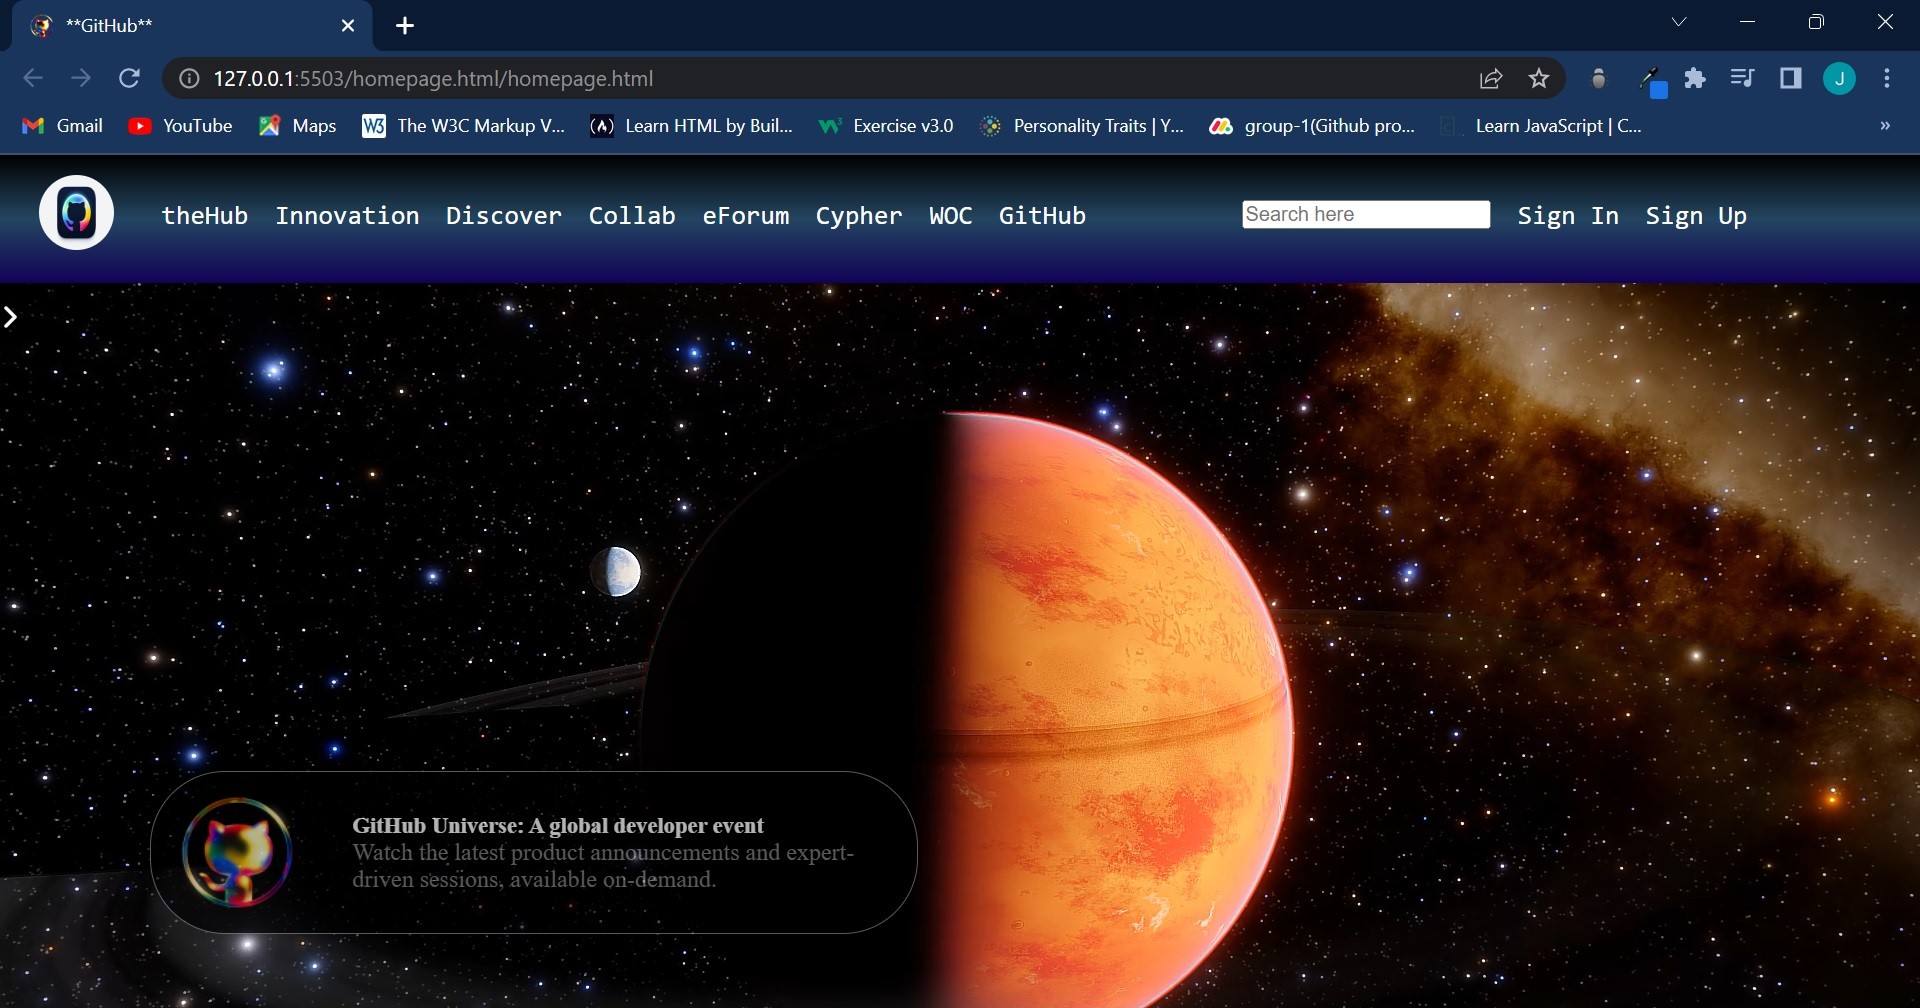 **GitHub**
127.0.0.1:5503/homepage.html/homepage.html
J
Gmail YouTube Maps The W3C Markup V... Learn HTML by Buil... Exercise v3.0 Personality Traits | Y... group-1(Github pro... Learn JavaScript | C... »
theHub Innovation Discover Collab eForum Cypher WOC GitHub Search here Sign In Sign Up
GitHub Universe: A global developer event
Watch the latest product announcements and expert-
driven sessions, available on-demand.